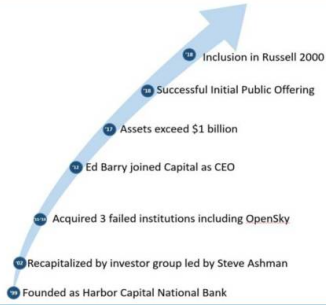 '18 Inclusion in Russell 2000
'18 Successful Initial Public Offering
'17 Assets exceed $1 billion
'12 Ed Barry joined Capital as CEO
Acquired 3 failed institutions including OpenSky
'02 Recapitalized by investor group led by Steve Ashman
'99 Founded as Harbor Capital National Bank